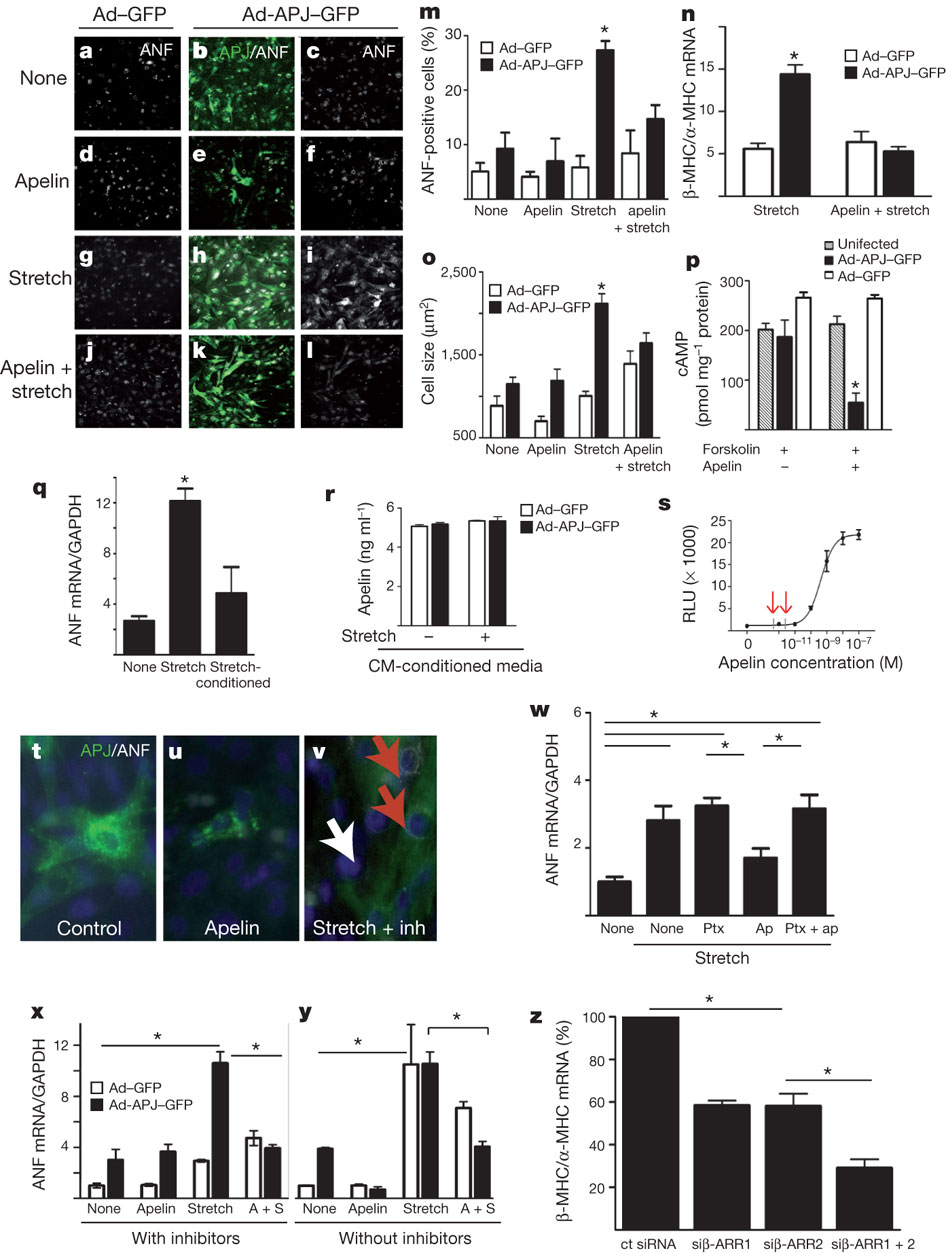 Ad–GFP
Ad-APJ–GFP
None
a
ANF
b
APJ/ANF
c
ANF
Apelin
d
e
f
Stretch
g
h
i
Apelin +
stretch
j
k
l
m
ANF-positive cells (%)
30
20
10
Ad–GFP
Ad-APJ–GFP
*
None
Apelin
Stretch
apelin
+ stretch
n
β-MHC/α-MHC mRNA
15
10
5
*
Ad–GFP
Ad-APJ–GFP
Stretch
Apelin + stretch
o
Cell size (μm²)
2,500
1,500
500
Ad–GFP
Ad-APJ–GFP
*
None
Apelin
Stretch
Apelin
+ stretch
p
Unifected
Ad-APJ–GFP
Ad–GFP
cAMP
(pmol mg⁻¹ protein)
300
200
100
*
Forskolin + +
Apelin – +
q
ANF mRNA/GAPDH
12
8
4
*
None
Stretch
Stretch-
conditioned
r
Apelin (ng ml⁻¹)
6
4
2
Ad–GFP
Ad-APJ–GFP
Stretch – +
CM-conditioned media
s
RLU (× 1000)
25
20
15
10
5
0 10⁻¹¹ 10⁻⁹ 10⁻⁷
Apelin concentration (M)
t
APJ/ANF
Control
u
Apelin
v
Stretch + inh
w
ANF mRNA/GAPDH
6
4
2
*
*
*
None
None
Ptx
Ap
Ptx + ap
Stretch
x
ANF mRNA/GAPDH
12
8
4
*
*
Ad–GFP
Ad-APJ–GFP
None
Apelin
Stretch
A + S
With inhibitors
y
*
*
None
Apelin
Stretch
A + S
Without inhibitors
z
β-MHC/α-MHC mRNA (%)
100
80
60
40
20
*
*
ct siRNA
siβ-ARR1
siβ-ARR2
siβ-ARR1 + 2